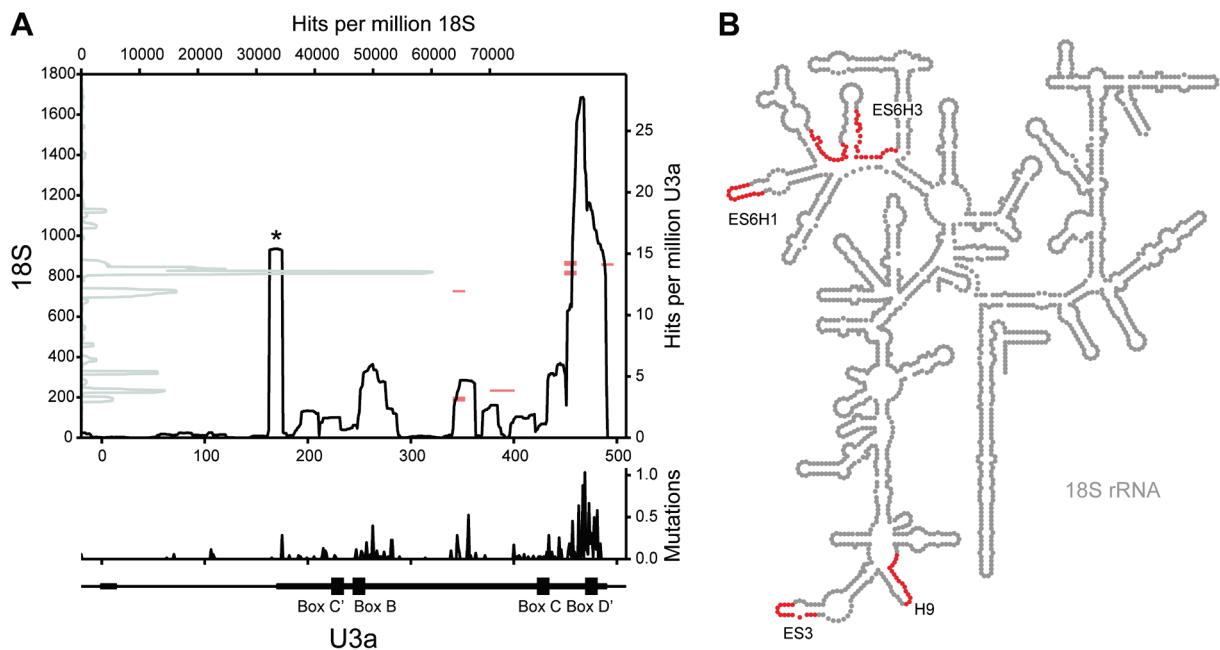 A
Hits per million 18S
0 10000 20000 30000 40000 50000 60000 70000
18S
1800
1600
1400
1200
1000
800
600
400
200
0
*
25
20
15
10
5
0
Hits per million U3a
0 100 200 300 400 500
1.0
0.5
0.0
Mutations
Box C' Box B Box C Box D'
U3a
B
ES6H3
ES6H1
18S rRNA
H9
ES3